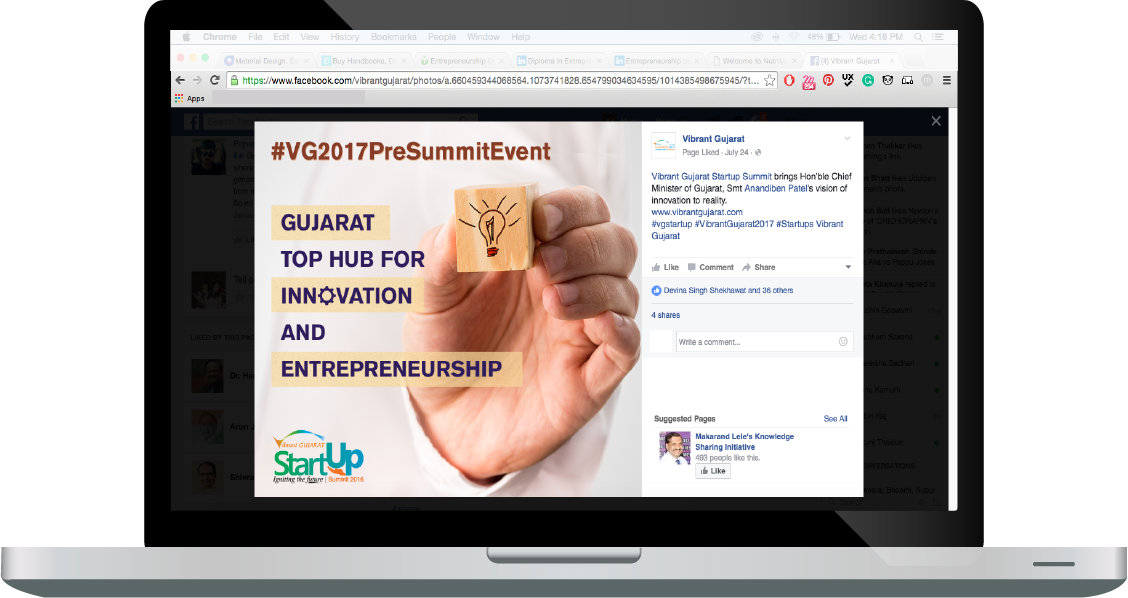 Chrome File Edit View History Bookmarks People Window Help
46% Wed 4:18 PM
Material Design, Buy Handbooks, Entrepreneurship Diploma in Entrepr Entrepreneurship Welcome to Nutrit (4) Vibrant Gujarat
https://www.facebook.com/vibrantgujarat/photos/a.660459344068564.1073741828.654799034634595/1014385498675945/?t...
Apps
#VG2017PreSummitEvent
GUJARAT
TOP HUB FOR
INNOVATION
AND
ENTREPRENEURSHIP
Vibrant GUJARAT
StartUp
Igniting the future | Summit 2016
Vibrant Gujarat
Page Liked · July 24 ·
Vibrant Gujarat Startup Summit brings Hon'ble Chief
Minister of Gujarat, Smt Anandiben Patel's vision of
innovation to reality.
www.vibrantgujarat.com
#vgstartup #VibrantGujarat2017 #Startups Vibrant
Gujarat
Like Comment Share
Devina Singh Shekhawat and 36 others
4 shares
Write a comment...
Suggested Pages See All
Makarand Lele's Knowledge
Sharing Initiative
493 people like this.
Like